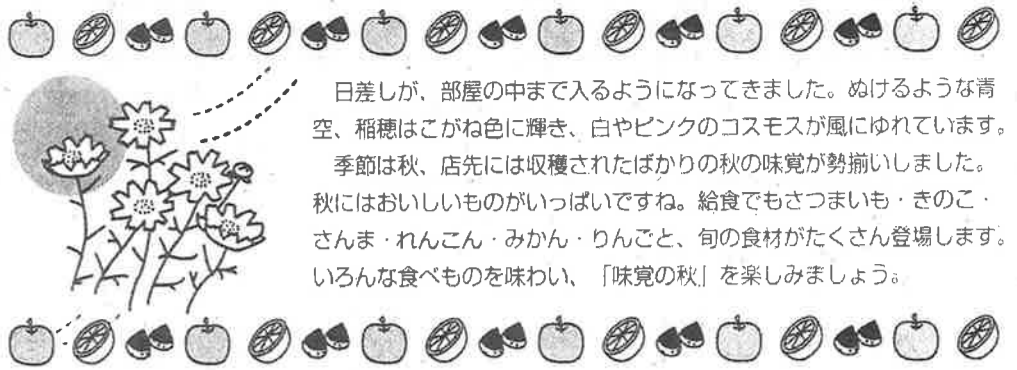 日差しが、部屋の中まで入るようになってきました。ぬけるような青
空、稲穂はこがね色に輝き、白やピンクのコスモスが風にゆれています。
　季節は秋、店先には収穫されたばかりの秋の味覚が勢揃いしました。
秋にはおいしいものがいっぱいですね。給食でもさつまいも・きのこ・
さんま・れんこん・みかん・りんごと、旬の食材がたくさん登場します。
いろんな食べものを味わい、「味覚の秋」を楽しみましょう。